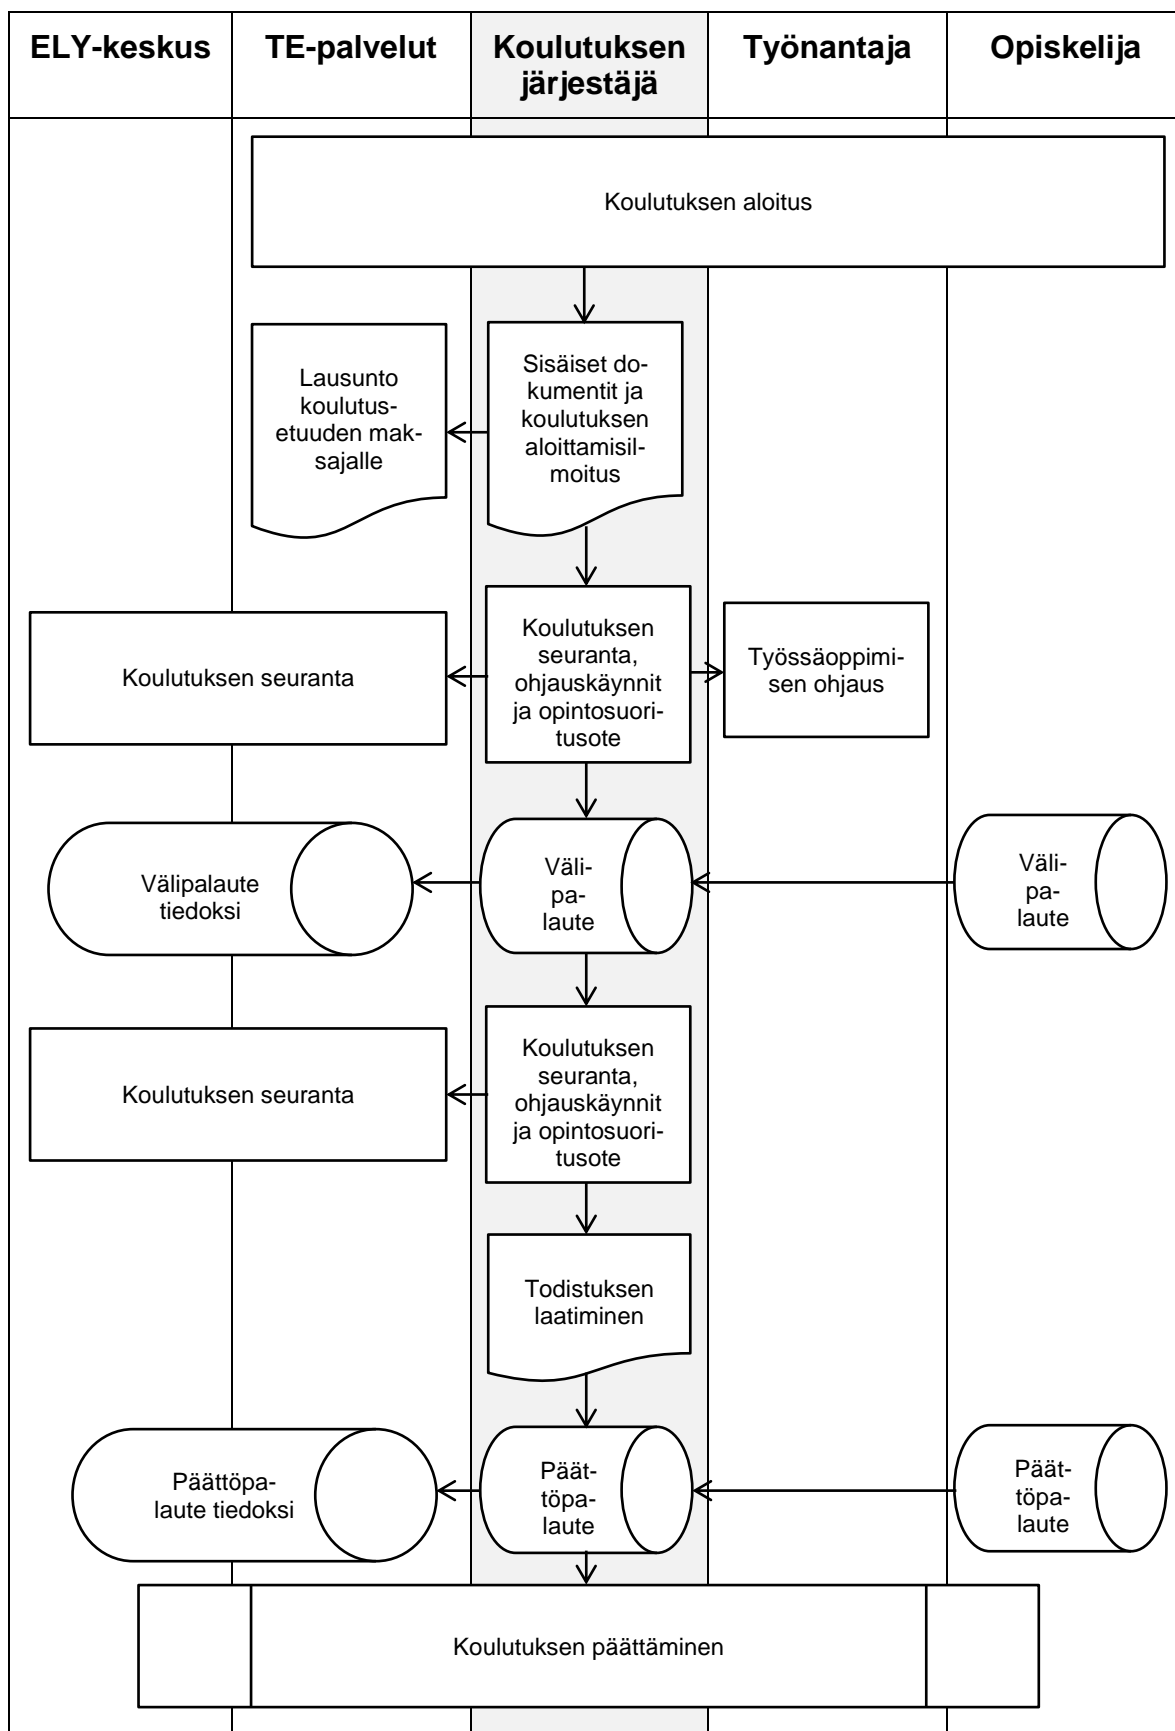 ELY-keskus
TE-palvelut
Koulutuksen
järjestäjä
Työnantaja
Opiskelija
Koulutuksen aloitus
Lausunto
koulutus-
etuuden mak-
sajalle
Sisäiset do-
kumentit ja
koulutuksen
aloittamisil-
moitus
Koulutuksen seuranta
Koulutuksen
seuranta,
ohjauskäynnit
ja opintosuori-
tusote
Työssäoppimi-
sen ohjaus
Välipalaute
tiedoksi
Väli-
pa-
laute
Väli-
pa-
laute
Koulutuksen seuranta
Koulutuksen
seuranta,
ohjauskäynnit
ja opintosuori-
tusote
Todistuksen
laatiminen
Päättöpa-
laute tiedoksi
Päät-
töpa-
laute
Päät-
töpa-
laute
Koulutuksen päättäminen